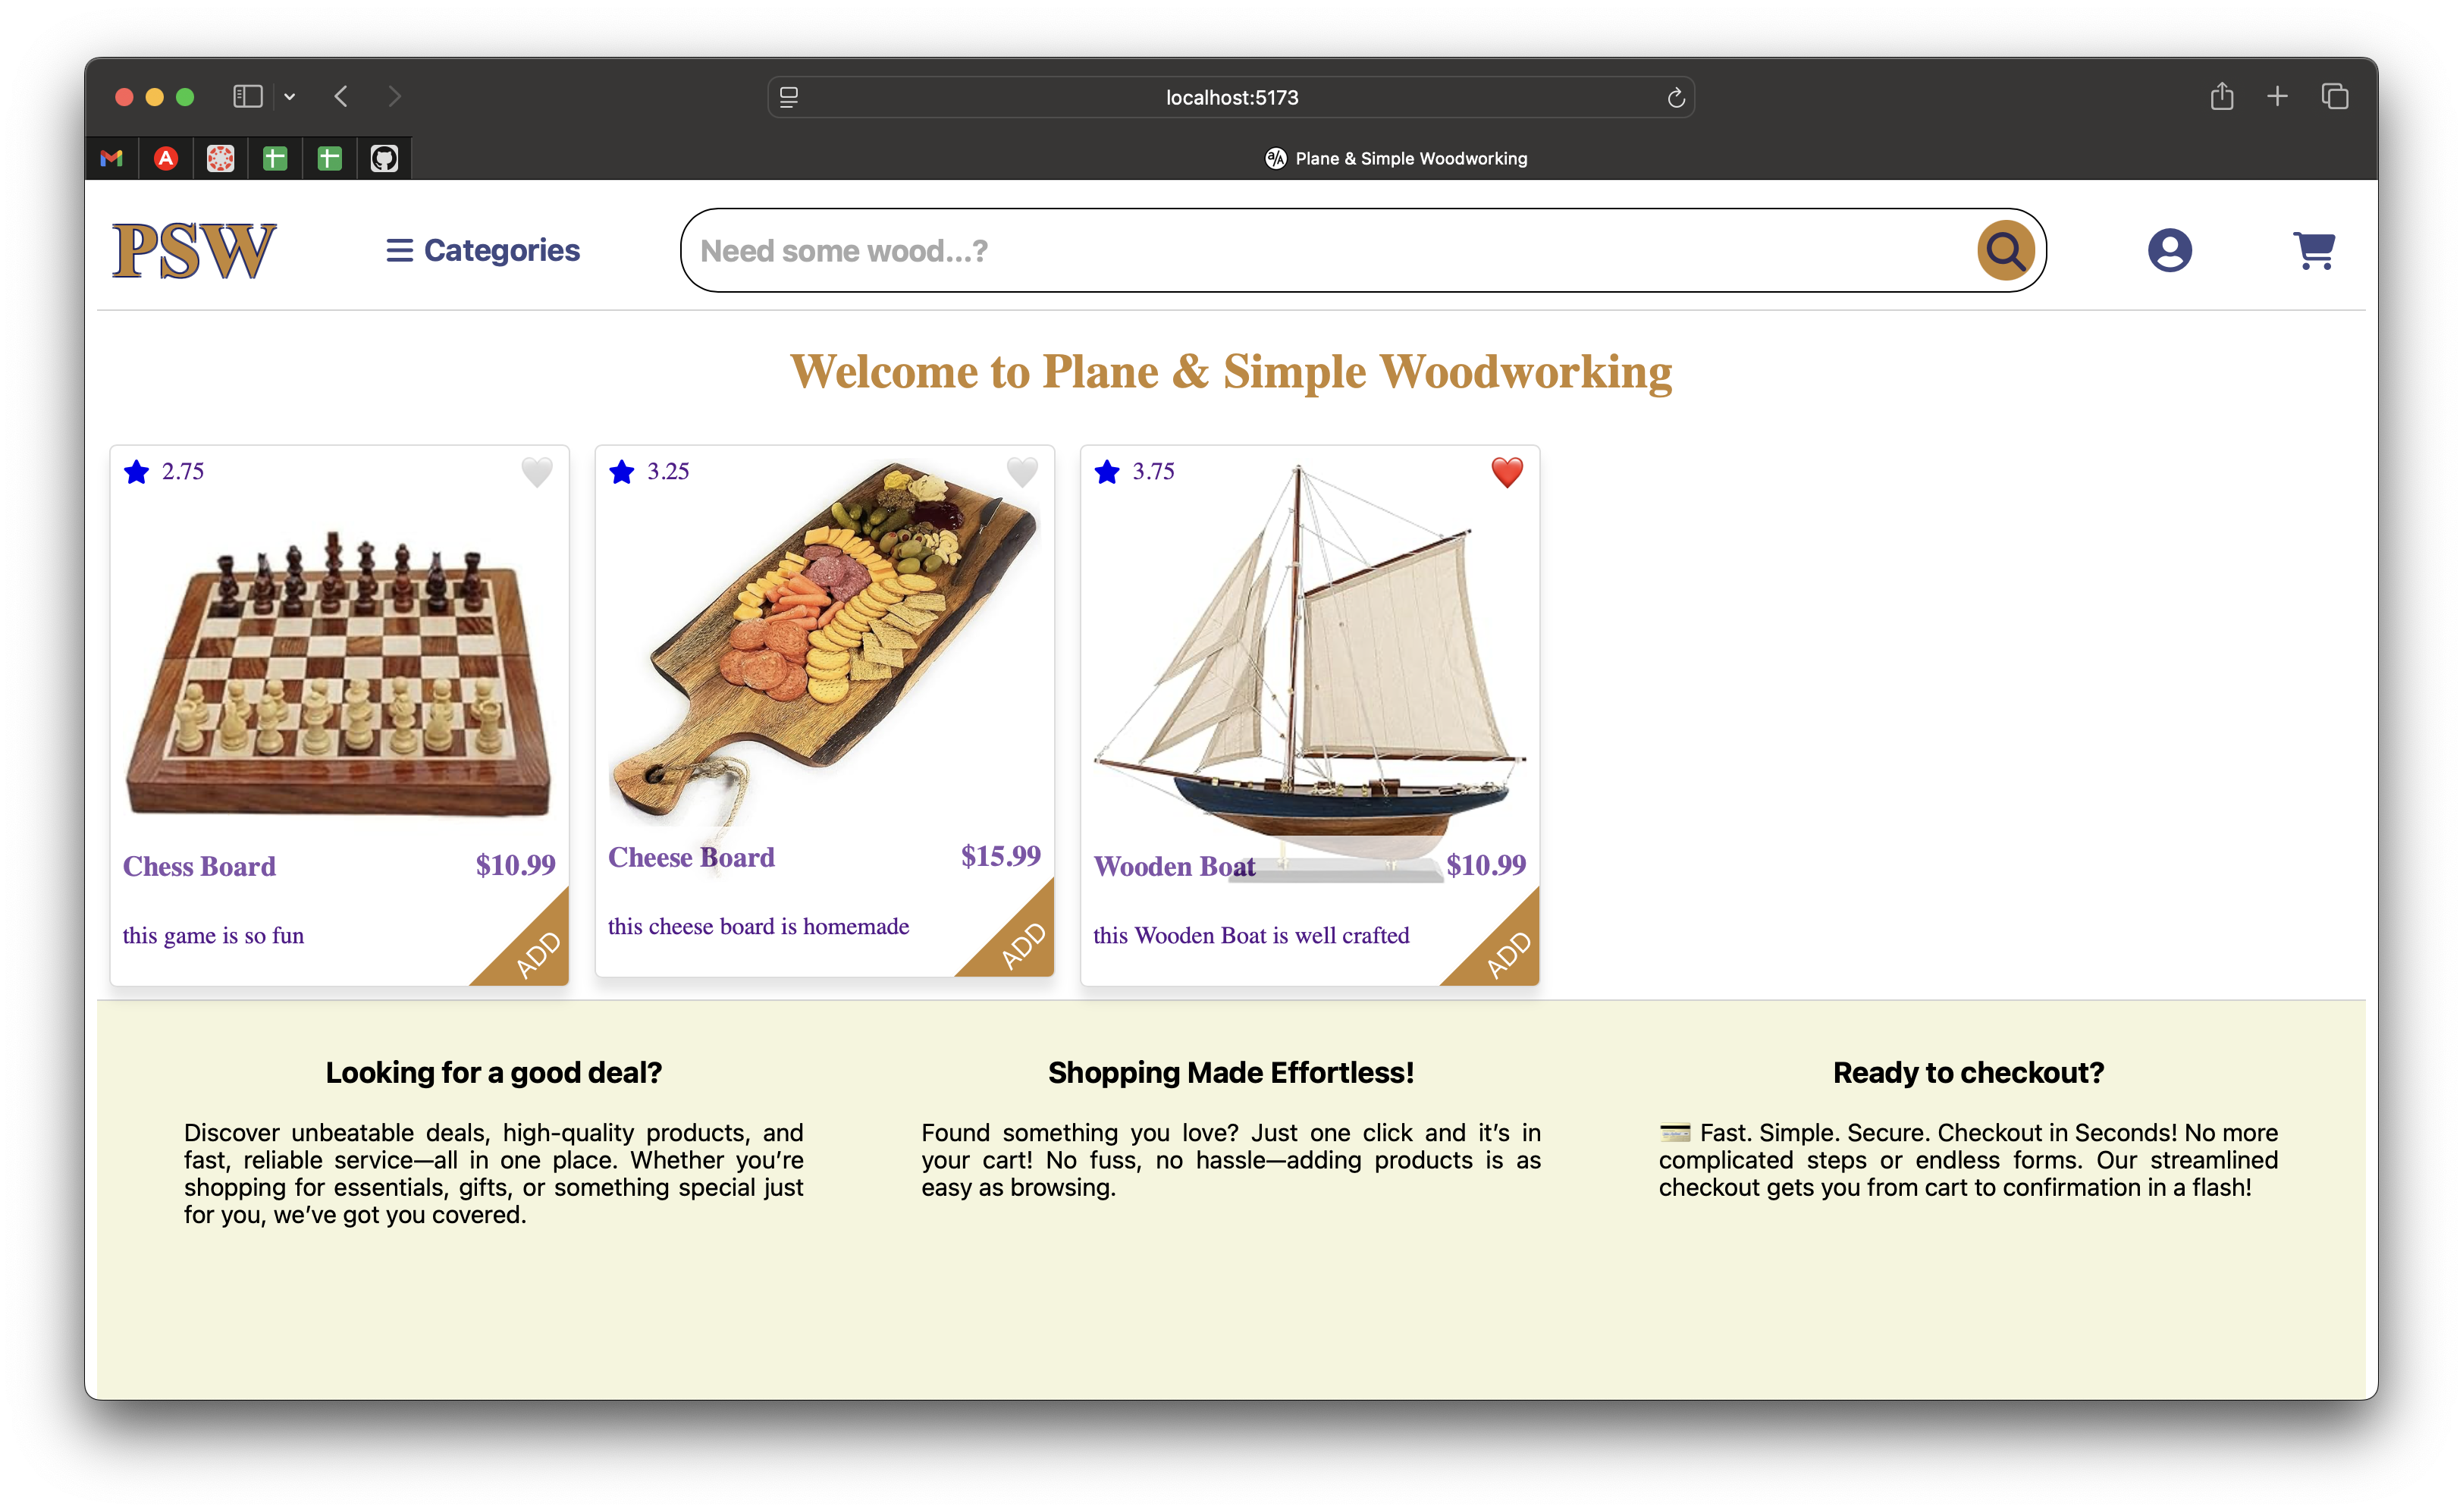 localhost:5173
Plane & Simple Woodworking
PSW
Categories
Need some wood...?
Welcome to Plane & Simple Woodworking
2.75
3.25
3.75
Chess Board
$10.99
this game is so fun
ADD
Cheese Board
$15.99
this cheese board is homemade
ADD
Wooden Boat
$10.99
this Wooden Boat is well crafted
ADD
Looking for a good deal?
Discover unbeatable deals, high-quality products, and
fast, reliable service—all in one place. Whether you’re
shopping for essentials, gifts, or something special just
for you, we’ve got you covered.
Shopping Made Effortless!
Found something you love? Just one click and it’s in
your cart! No fuss, no hassle—adding products is as
easy as browsing.
Ready to checkout?
💳 Fast. Simple. Secure. Checkout in Seconds! No more
complicated steps or endless forms. Our streamlined
checkout gets you from cart to confirmation in a flash!